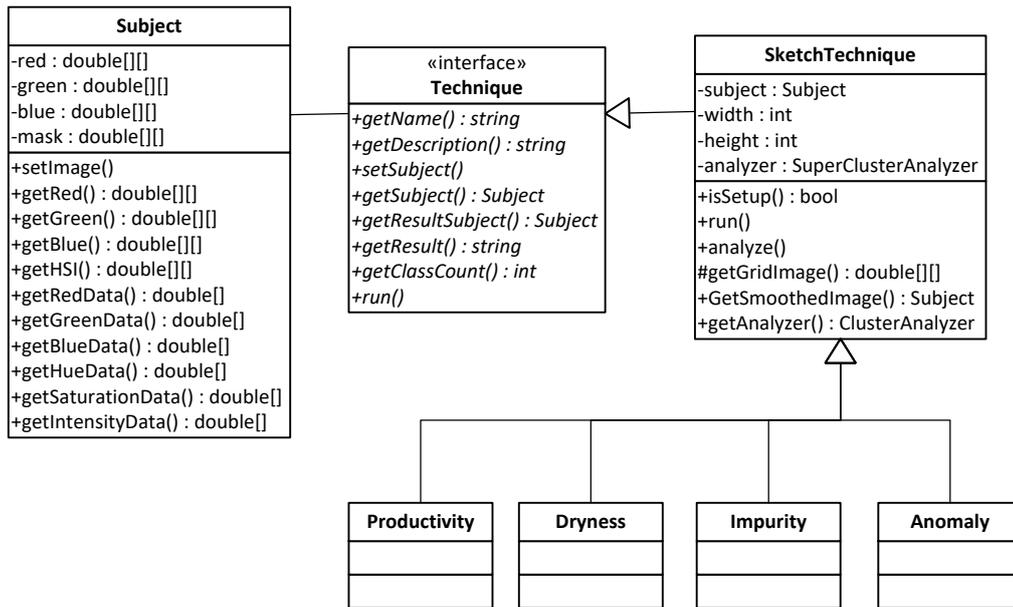 Subject
-red : double[][]
-green : double[][]
-blue : double[][]
-mask : double[][]
+setImage()
+getRed() : double[][]
+getGreen() : double[][]
+getBlue() : double[][]
+getHSI() : double[][]
+getRedData() : double[]
+getGreenData() : double[]
+getBlueData() : double[]
+getHueData() : double[]
+getSaturationData() : double[]
+getIntensityData() : double[]
«interface»
Technique
+getName() : string
+getDescription() : string
+setSubject()
+getSubject() : Subject
+getResultSubject() : Subject
+getResult() : string
+getClassCount() : int
+run()
SketchTechnique
-subject : Subject
-width : int
-height : int
-analyzer : SuperClusterAnalyzer
+isSetup() : bool
+run()
+analyze()
#getGridImage() : double[][]
+GetSmoothedImage() : Subject
+getAnalyzer() : ClusterAnalyzer
Productivity
Dryness
Impurity
Anomaly